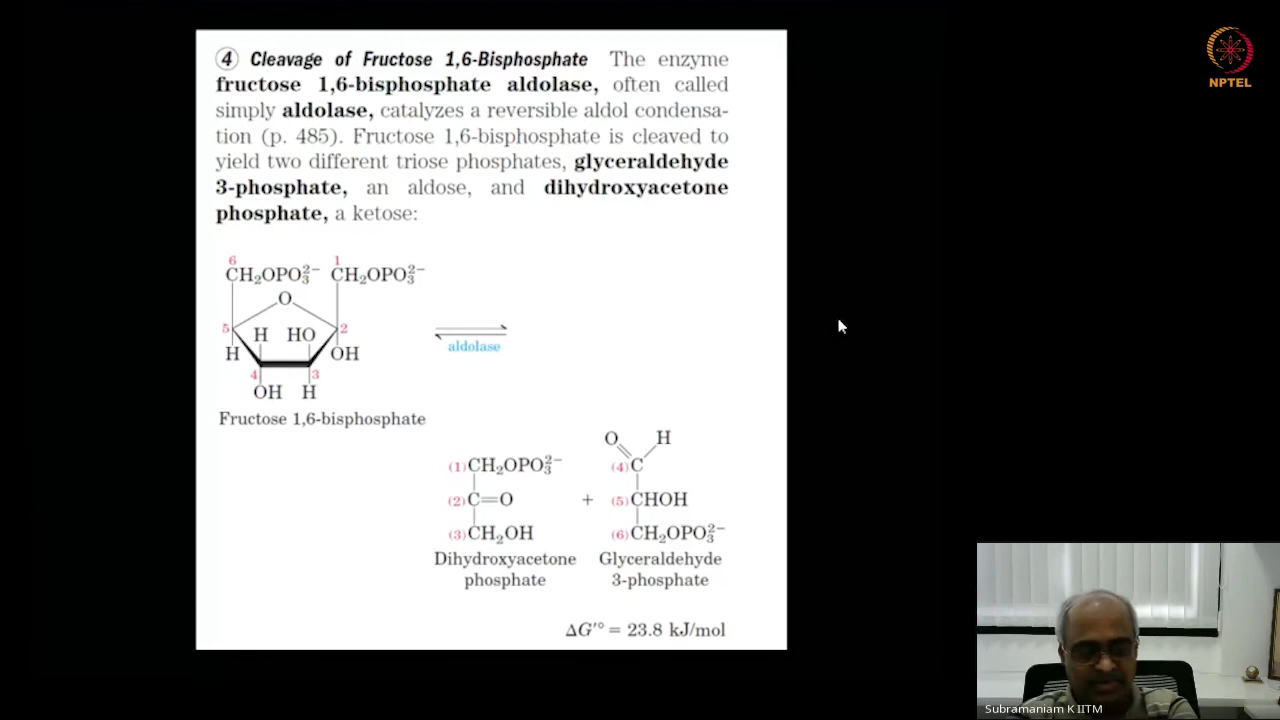 ④ Cleavage of Fructose 1,6-Bisphosphate The enzyme
fructose 1,6-bisphosphate aldolase, often called
simply aldolase, catalyzes a reversible aldol condensa-
tion (p. 485). Fructose 1,6-bisphosphate is cleaved to
yield two different triose phosphates, glyceraldehyde
3-phosphate, an aldose, and dihydroxyacetone
phosphate, a ketose:
6 1
CH₂OPO₃²⁻ CH₂OPO₃²⁻
O
5 H HO 2
H OH
4 3
OH H
aldolase
Fructose 1,6-bisphosphate
O H
(1)CH₂OPO₃²⁻ (4)C
(2)C=O + (5)CHOH
(3)CH₂OH (6)CH₂OPO₃²⁻
Dihydroxyacetone Glyceraldehyde
phosphate 3-phosphate
ΔG′° = 23.8 kJ/mol
NPTEL
Subramaniam K IITM